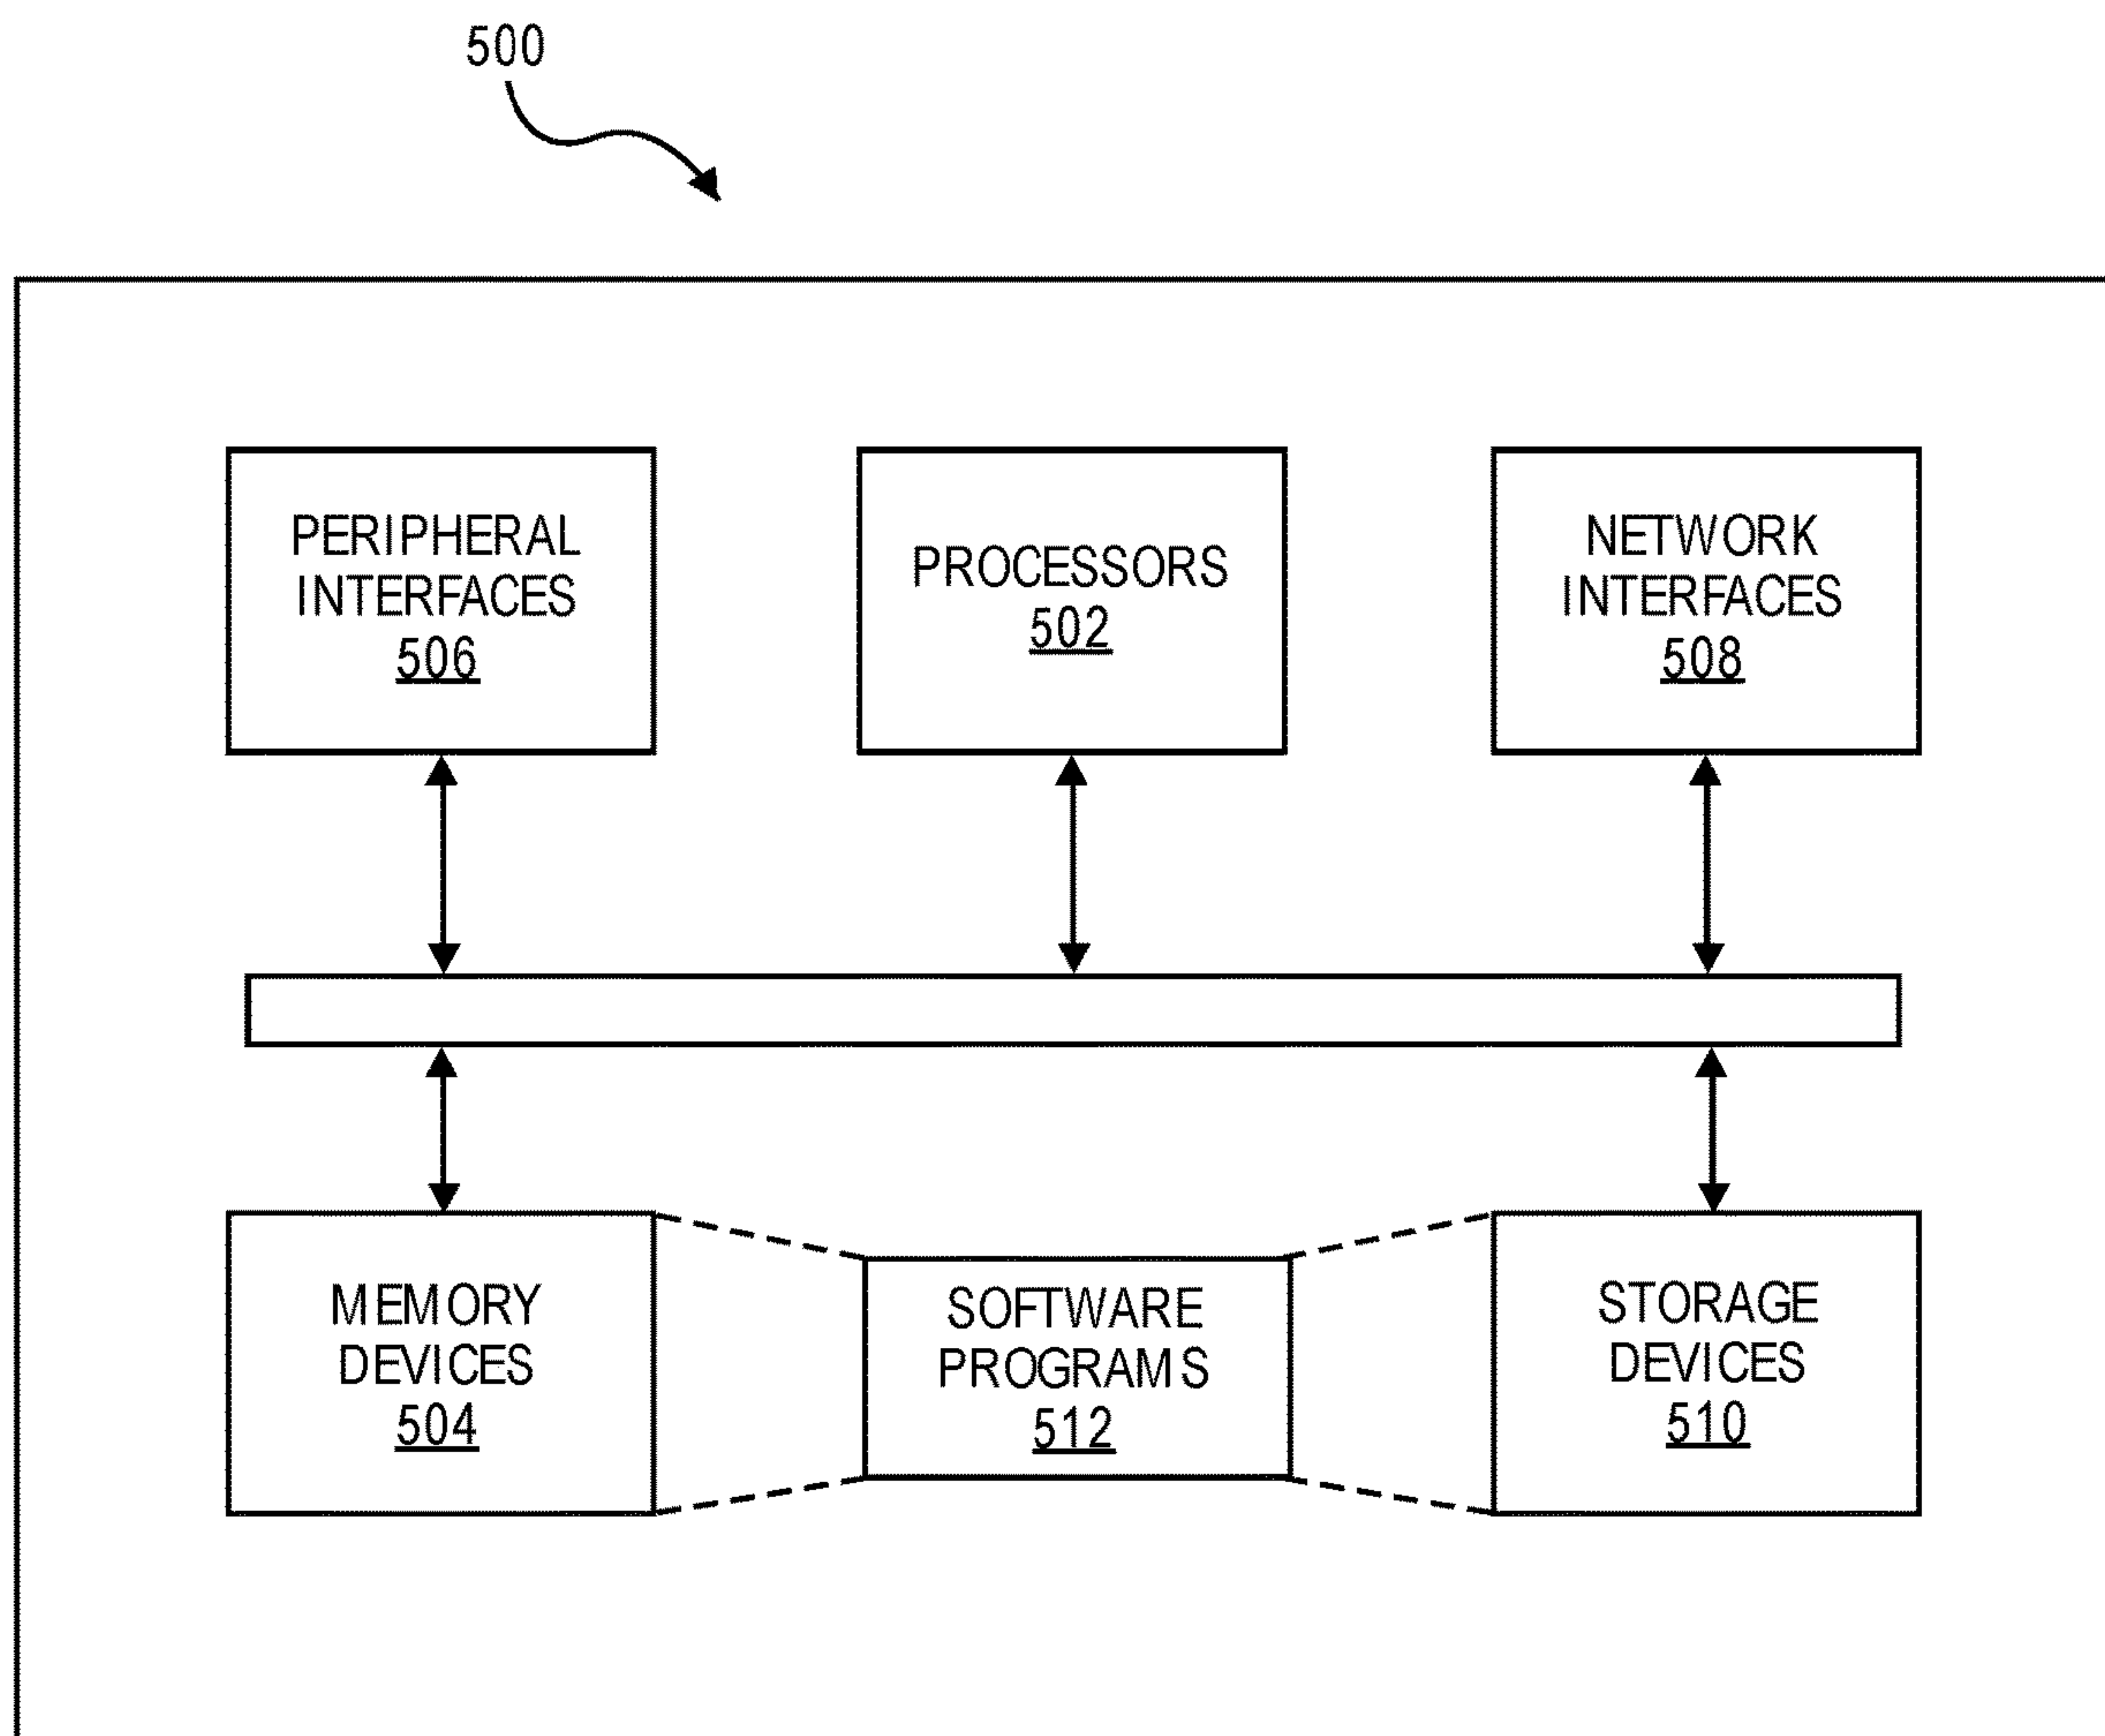 500
PERIPHERAL
INTERFACES
506
PROCESSORS
502
NETWORK
INTERFACES
508
MEMORY
DEVICES
504
SOFTWARE
PROGRAMS
512
STORAGE
DEVICES
510